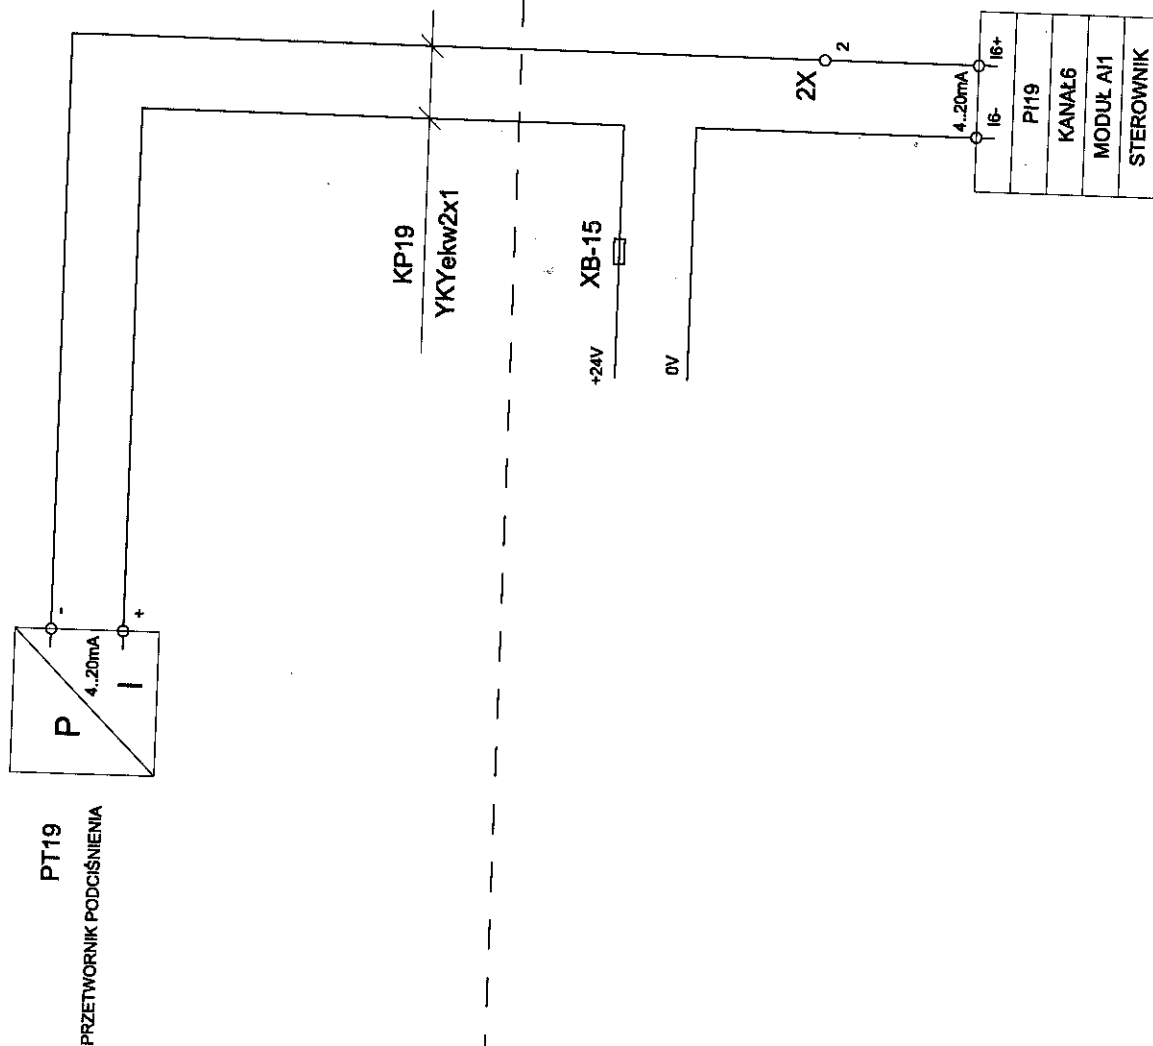 PT19
PRZETWORNIK PODCIŚNIENIA
P
I
4..20mA
-
+
KP19
YKYekw2x1
XB-15
+24V
0V
2X
2
4..20mA
I6-
I6+
PI19
KANAŁ6
MODUŁ AI1
STEROWNIK